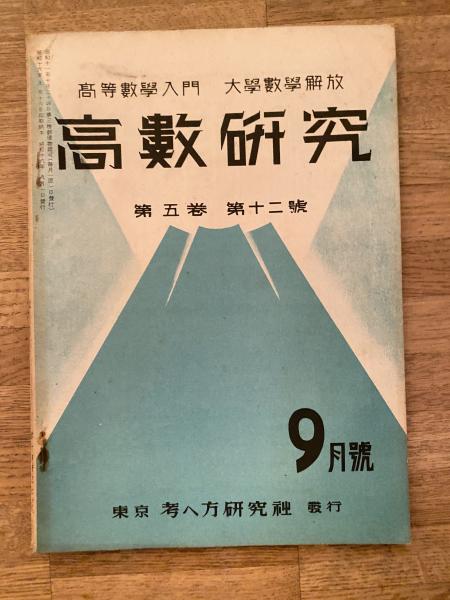 高等數學入門 大學數學解放
高數研究
第五卷 第十二號
9月號
東京 考へ方研究社 發行